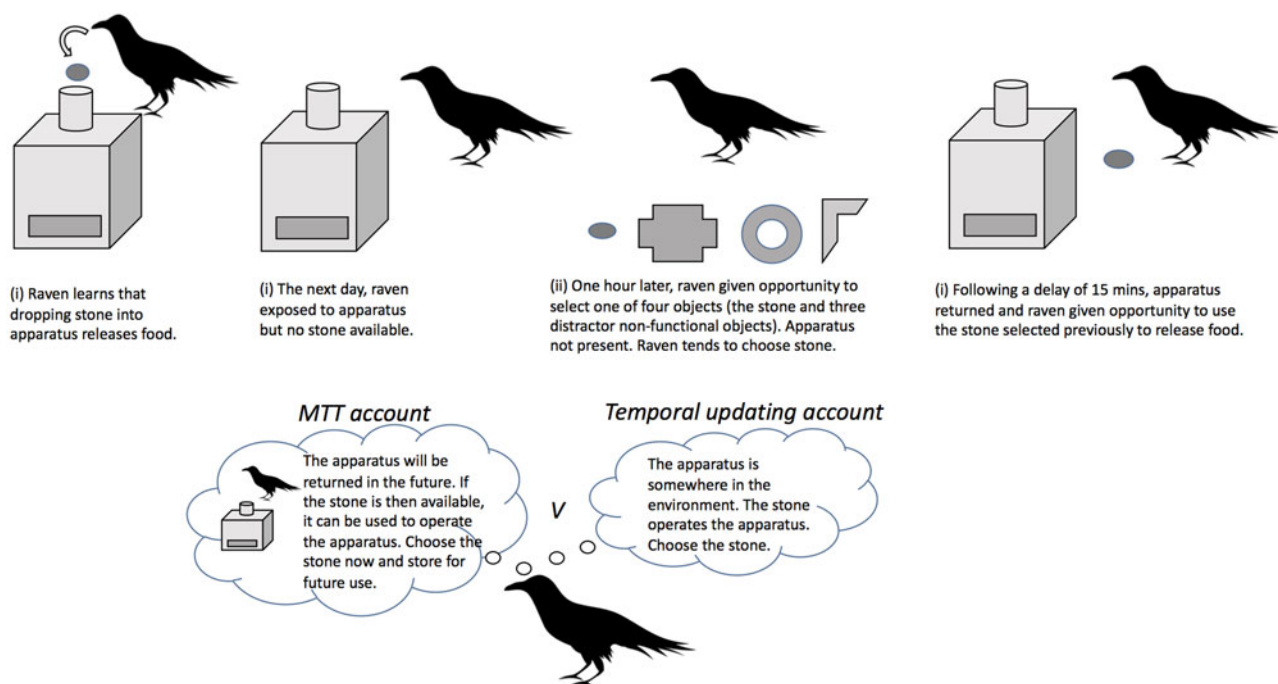 (i) Raven learns that
dropping stone into
apparatus releases food.
(i) The next day, raven
exposed to apparatus
but no stone available.
(ii) One hour later, raven given opportunity to
select one of four objects (the stone and three
distractor non-functional objects). Apparatus
not present. Raven tends to choose stone.
(i) Following a delay of 15 mins, apparatus
returned and raven given opportunity to use
the stone selected previously to release food.
MTT account
The apparatus will be
returned in the future. If
the stone is then available,
it can be used to operate
the apparatus. Choose the
stone now and store for
future use.
V
Temporal updating account
The apparatus is
somewhere in the
environment. The stone
operates the apparatus.
Choose the stone.